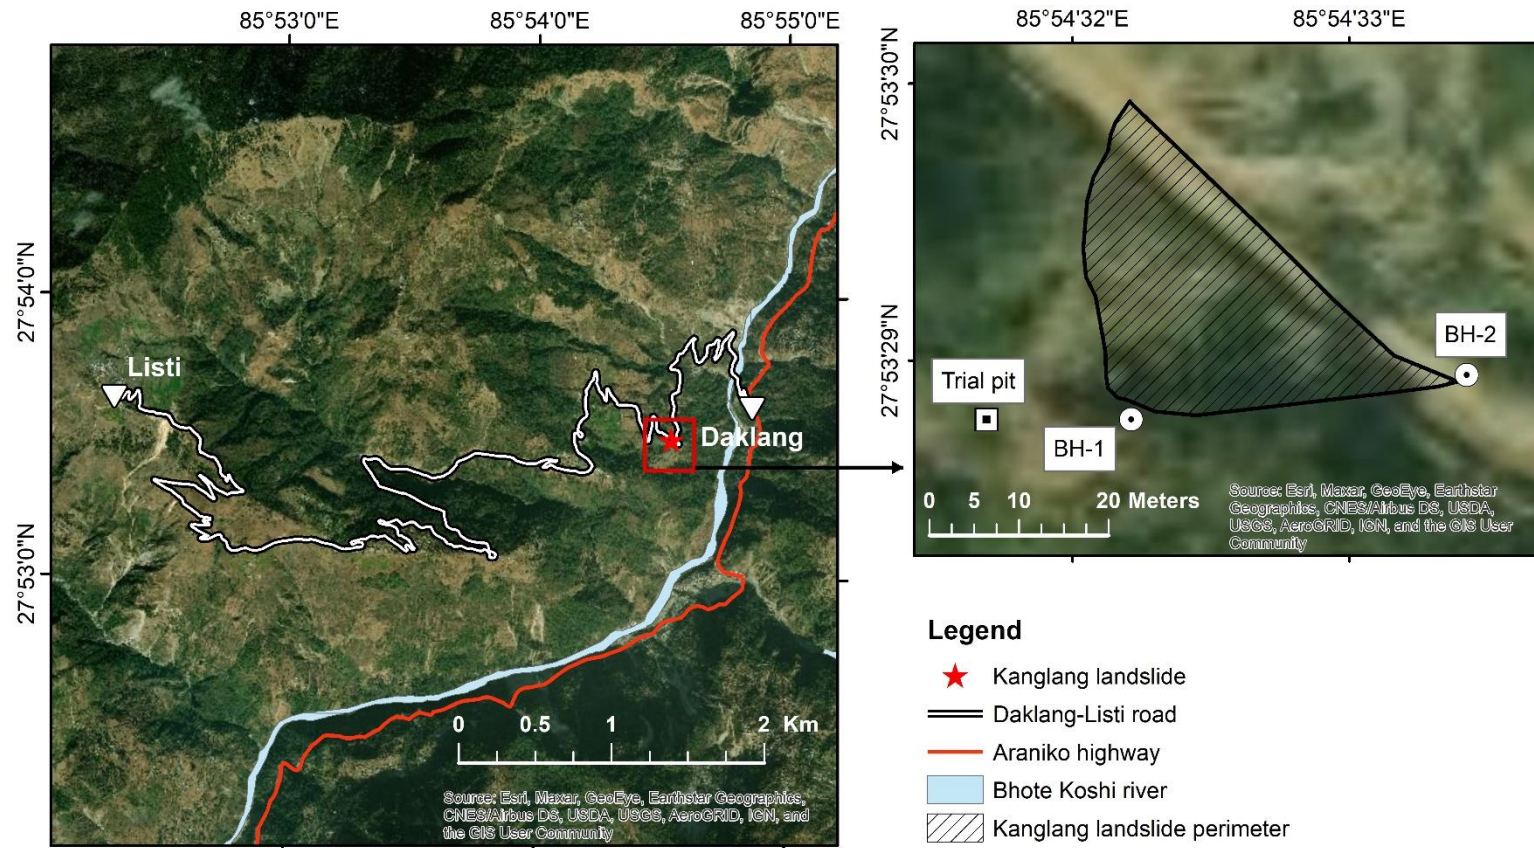 85°53'0"E
85°54'0"E
85°55'0"E
27°54'0"N
27°53'0"N
Listi
Daklang
0 0.5 1 2 Km
Source: Esri, Maxar, GeoEye, Earthstar Geographics,
CNES/Airbus DS, USDA, USGS, AeroGRID, IGN, and
the GIS User Community
85°54'32"E
85°54'33"E
27°53'30"N
27°53'29"N
BH-2
Trial pit
BH-1
0 5 10 20 Meters
Source: Esri, Maxar, GeoEye, Earthstar
Geographics, CNES/Airbus DS, USDA,
USGS, AeroGRID, IGN, and the GIS User
Community
Legend
Kanglang landslide
Daklang-Listi road
Araniko highway
Bhote Koshi river
Kanglang landslide perimeter